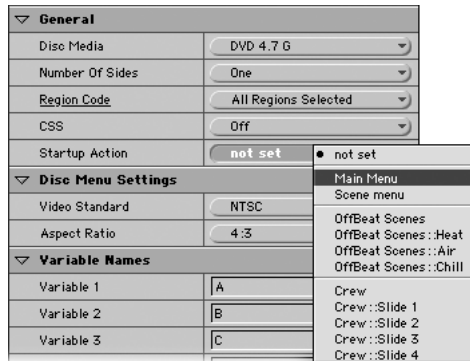 General
Disc Media DVD 4.7 G
Number Of Sides One
Region Code All Regions Selected
CSS Off
Startup Action not set
not set
Main Menu
Scene menu
OffBeat Scenes
OffBeat Scenes::Heat
OffBeat Scenes::Air
OffBeat Scenes::Chill
Crew
Crew::Slide 1
Crew::Slide 2
Crew::Slide 3
Crew::Slide 4
Disc Menu Settings
Video Standard NTSC
Aspect Ratio 4:3
Variable Names
Variable 1 A
Variable 2 B
Variable 3 C